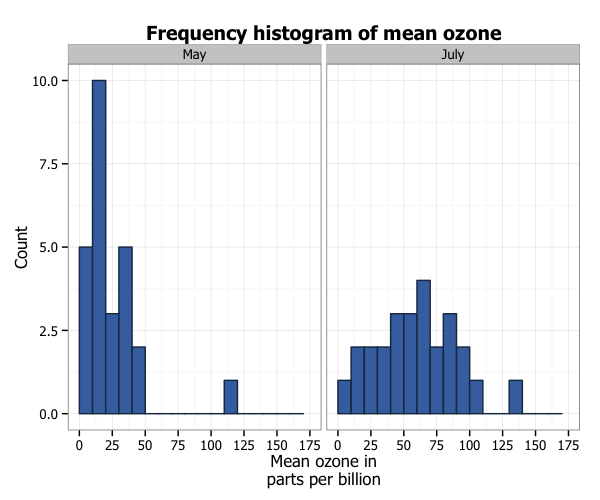 Frequency histogram of mean ozone
May July
10.0
7.5
5.0
2.5
0.0
Count
0 25 50 75 100 125 150 175 0 25 50 75 100 125 150 175
Mean ozone in
parts per billion